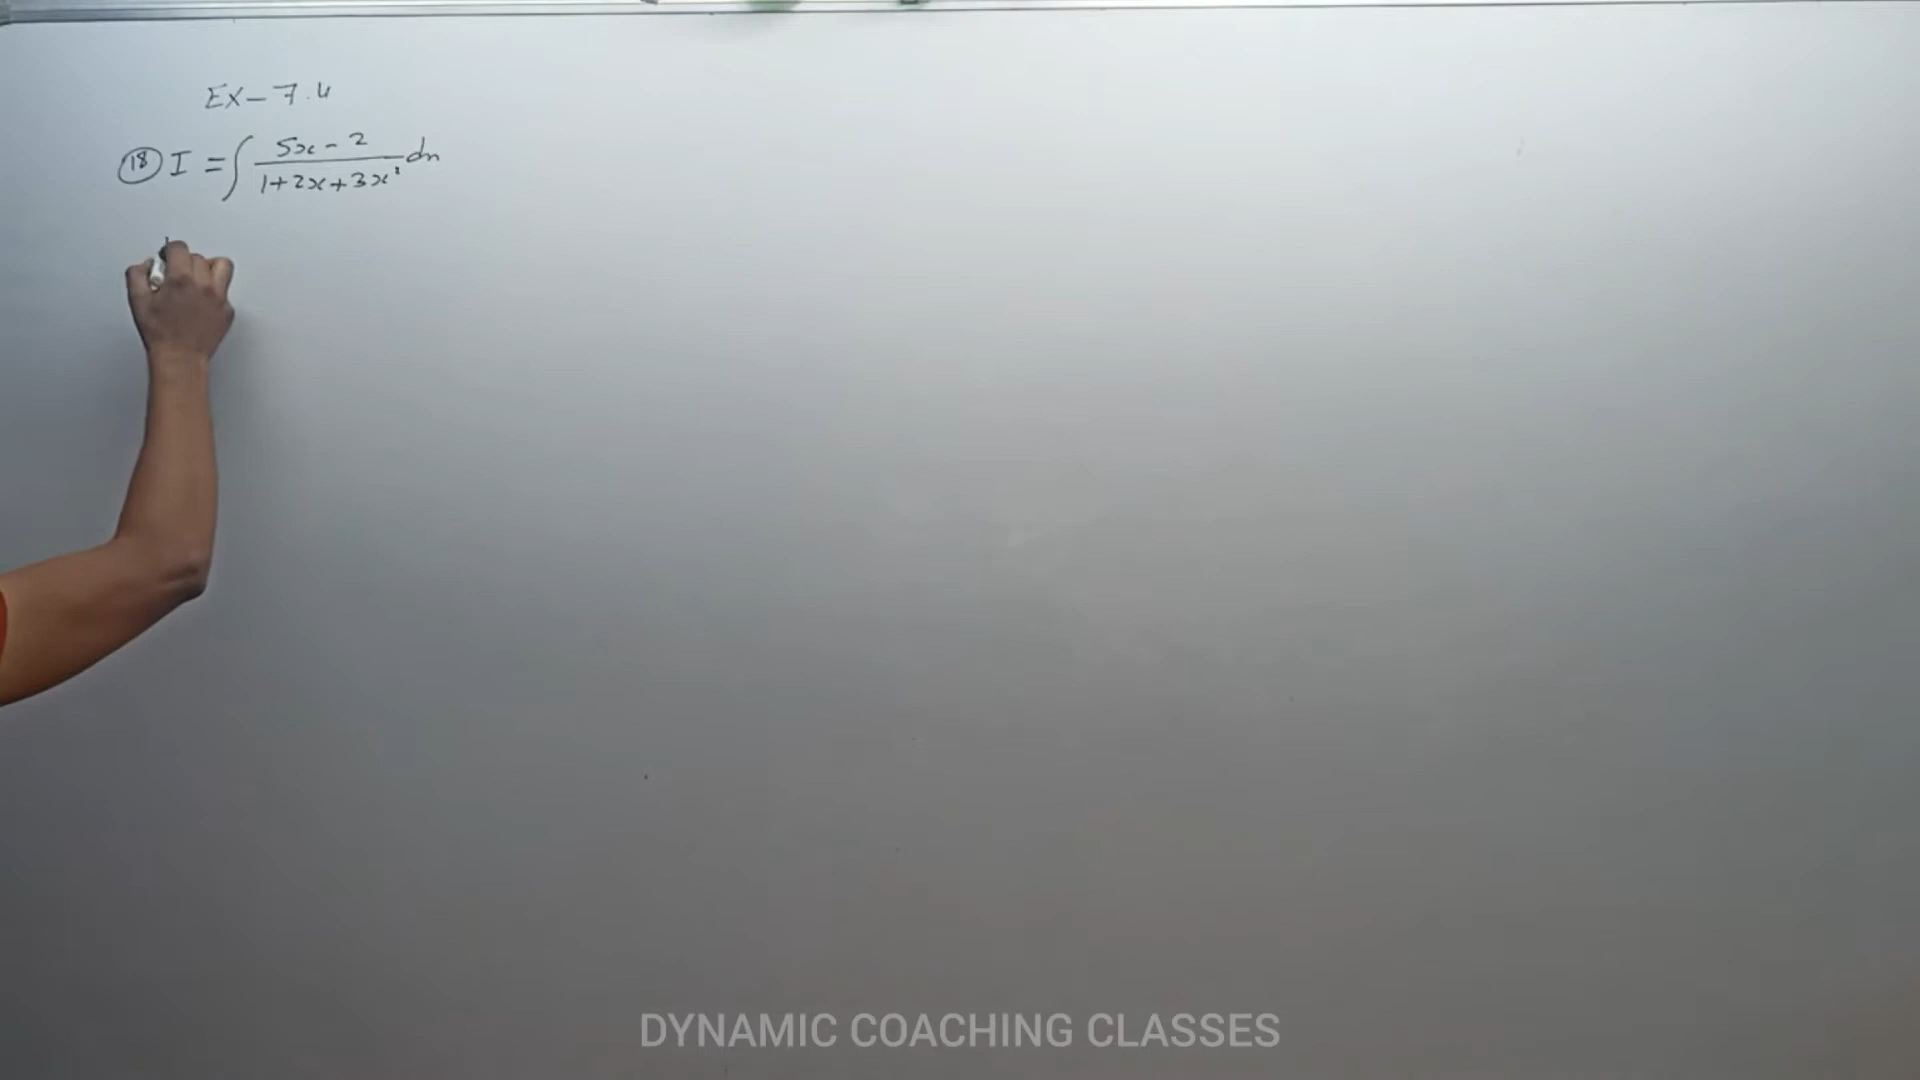 EX-7.4
(18) I = ∫ (5x - 2)/(1+2x+3x²) dx
DYNAMIC COACHING CLASSES